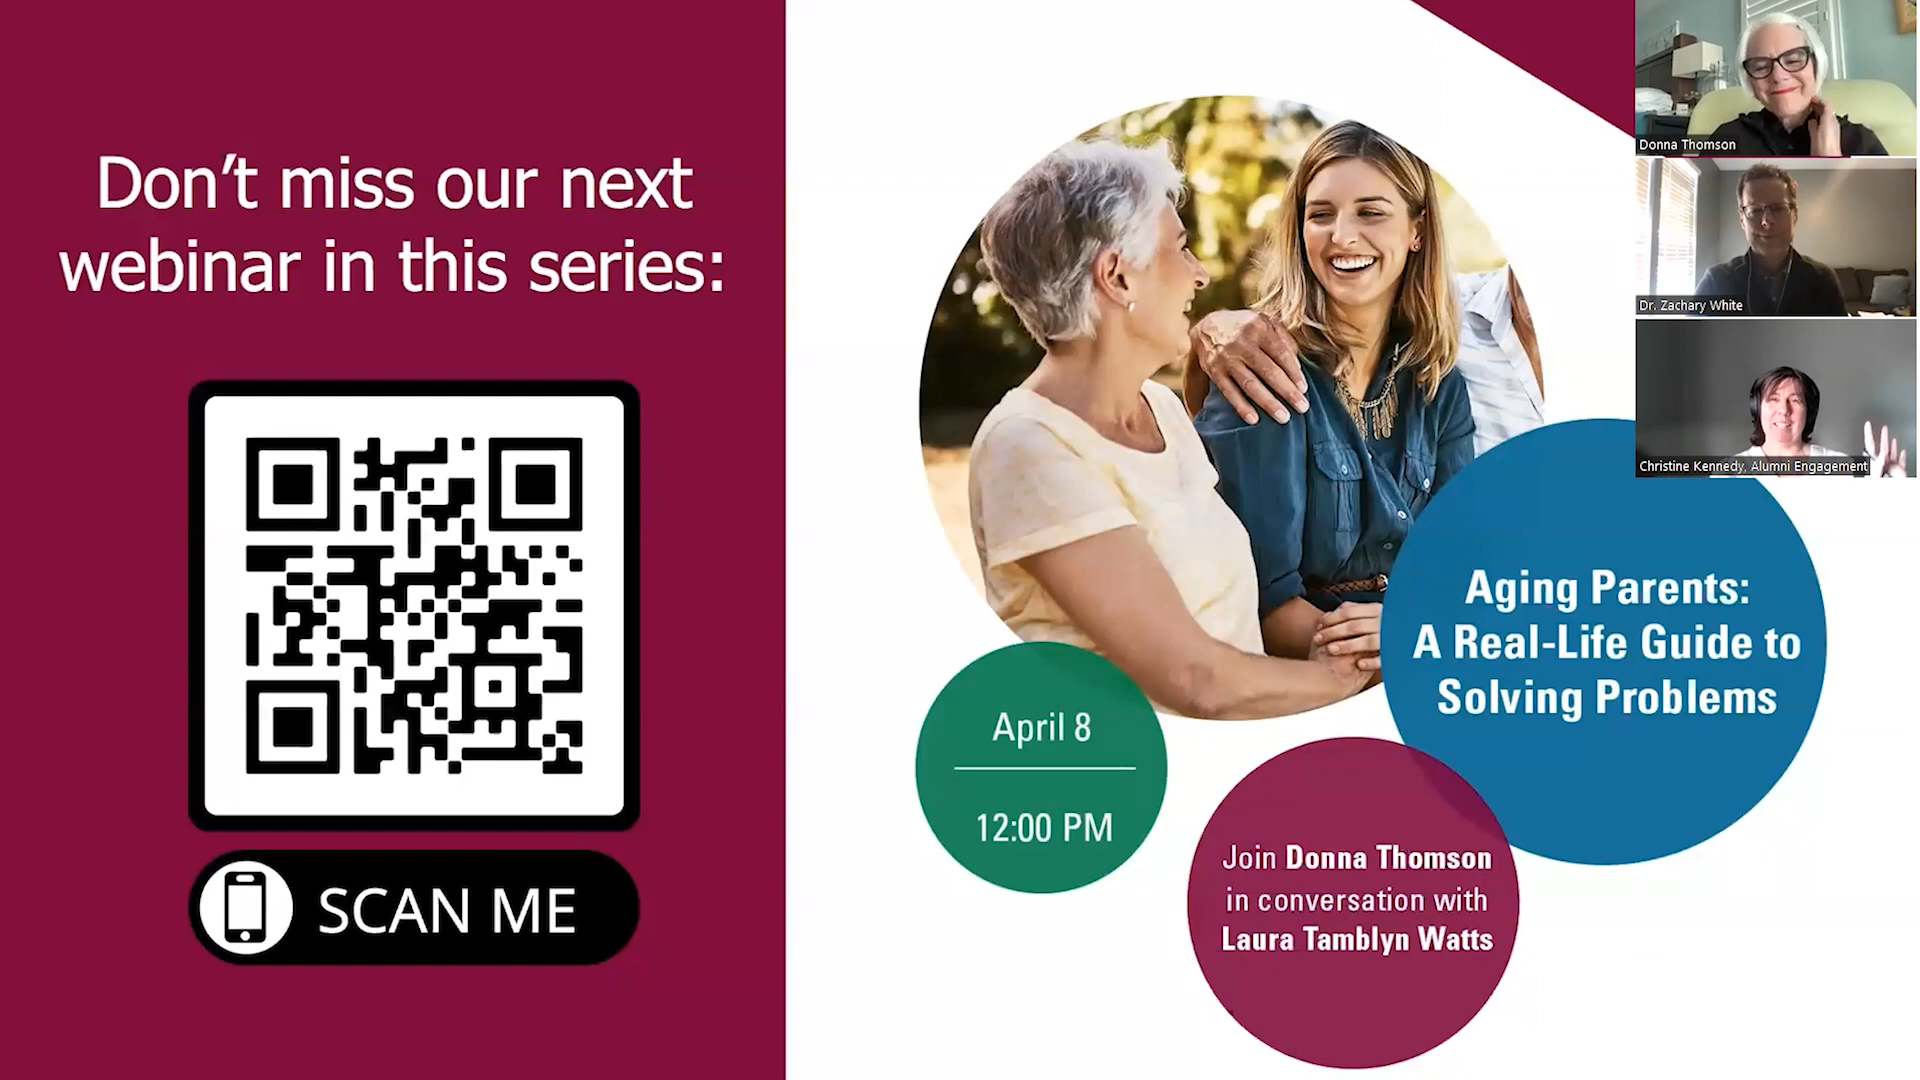 Don't miss our next
webinar in this series:
SCAN ME
April 8
12:00 PM
Aging Parents:
A Real-Life Guide to
Solving Problems
Join Donna Thomson
in conversation with
Laura Tamblyn Watts
Donna Thomson
Dr. Zachary White
Christine Kennedy, Alumni Engagement